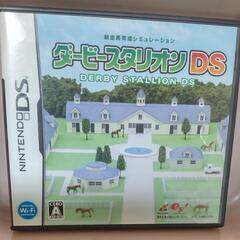 競走馬育成シミュレーション
ダービースタリオンDS
DERBY STALLION DS
NINTENDO DS
Wi-Fi
CERO
A